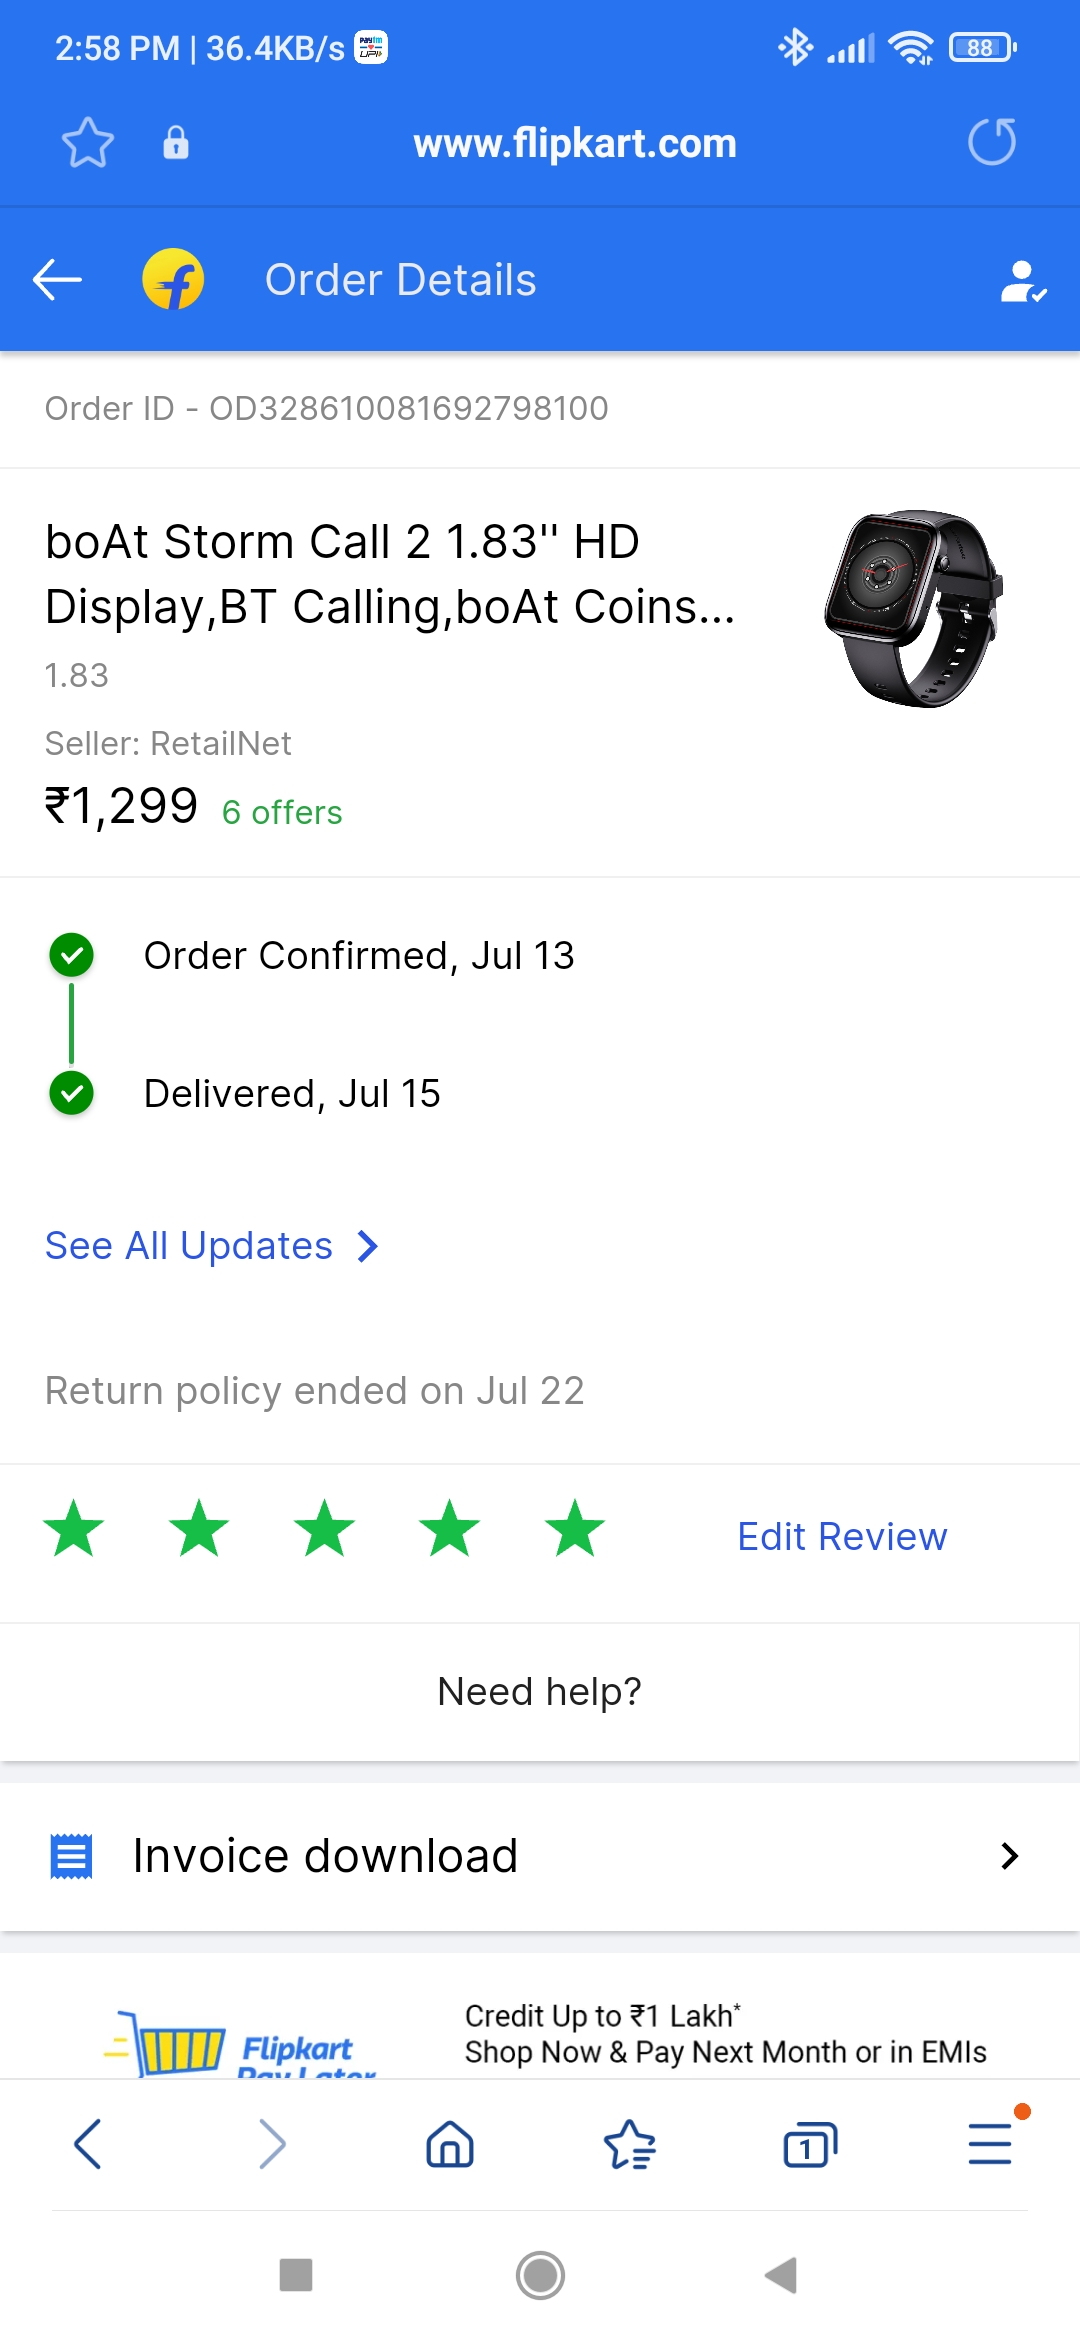 2:58 PM | 36.4KB/s
88
www.flipkart.com
Order Details
Order ID - OD328610081692798100
boAt Storm Call 2 1.83'' HD
Display,BT Calling,boAt Coins...
1.83
Seller: RetailNet
₹1,299 6 offers
Order Confirmed, Jul 13
Delivered, Jul 15
See All Updates
Return policy ended on Jul 22
Edit Review
Need help?
Invoice download
Credit Up to ₹1 Lakh*
Shop Now & Pay Next Month or in EMIs
Flipkart
Pay Later
1